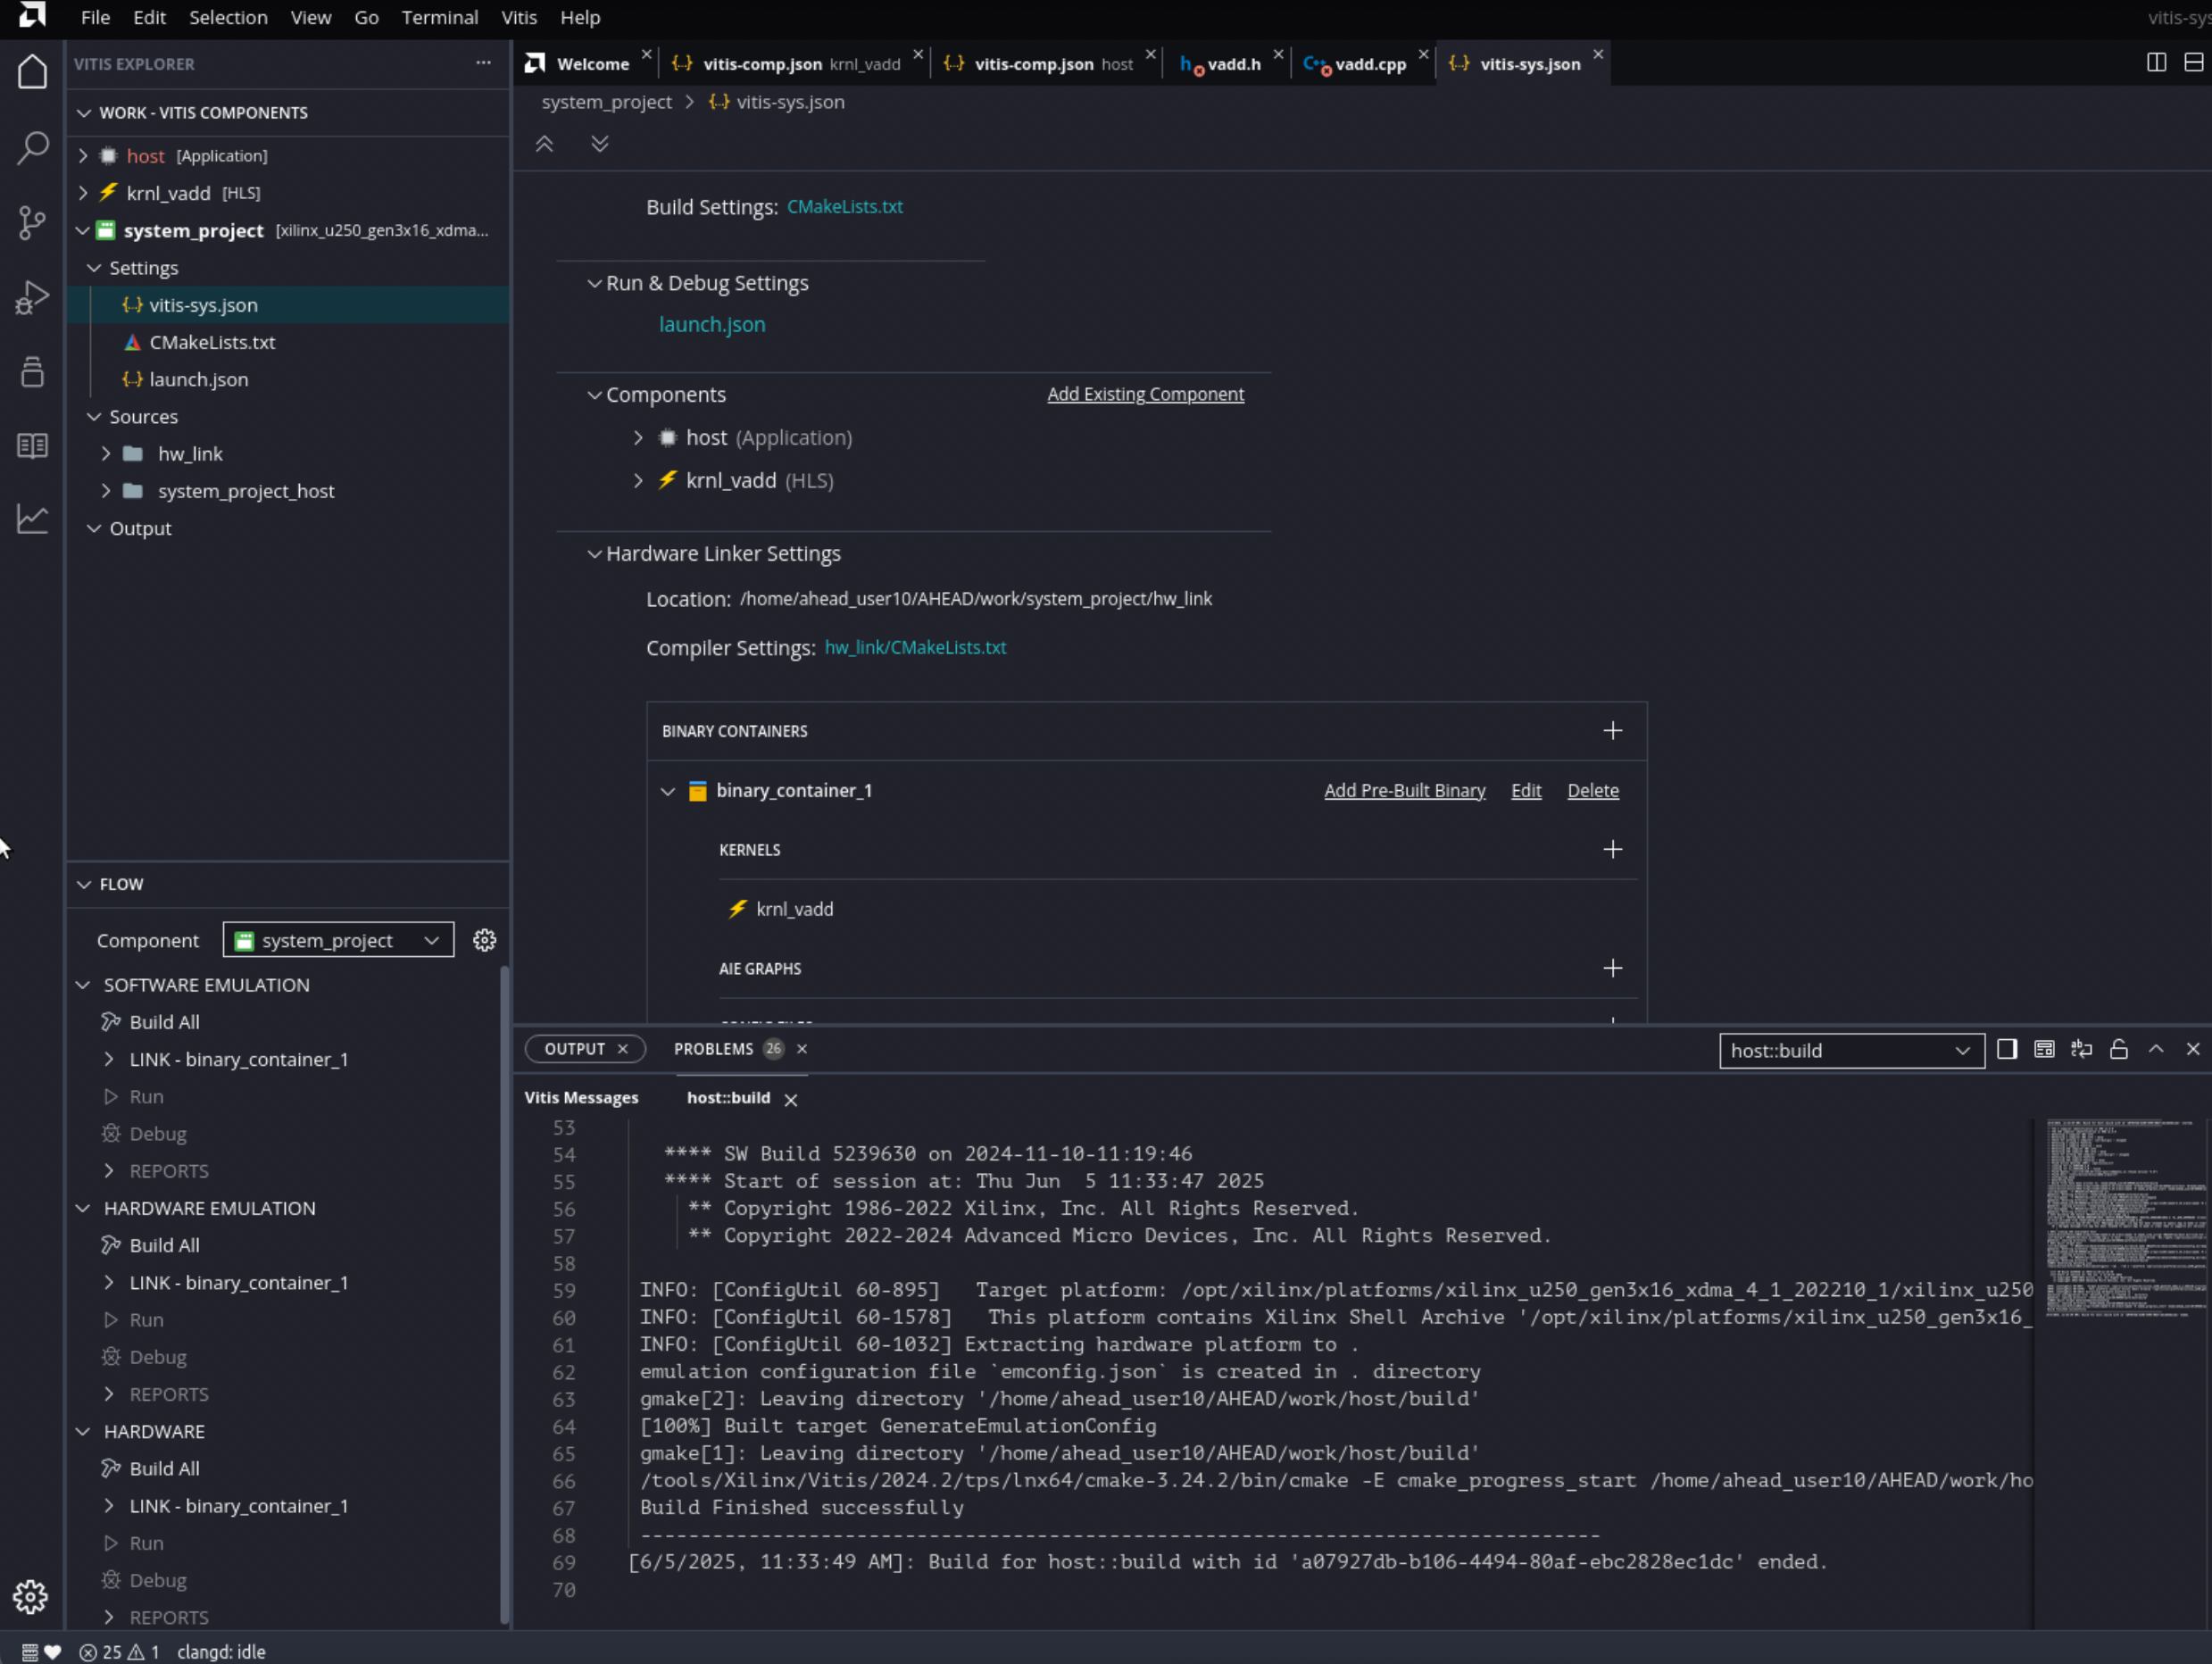 File Edit Selection View Go Terminal Vitis Help
vitis-sys
VITIS EXPLORER
WORK - VITIS COMPONENTS
host [Application]
krnl_vadd [HLS]
system_project [xilinx_u250_gen3x16_xdma...
Settings
vitis-sys.json
CMakeLists.txt
launch.json
Sources
hw_link
system_project_host
Output
FLOW
Component system_project
SOFTWARE EMULATION
Build All
LINK - binary_container_1
Run
Debug
REPORTS
HARDWARE EMULATION
Build All
LINK - binary_container_1
Run
Debug
REPORTS
HARDWARE
Build All
LINK - binary_container_1
Run
Debug
REPORTS
Welcome vitis-comp.json krnl_vadd vitis-comp.json host vadd.h vadd.cpp vitis-sys.json
system_project > vitis-sys.json
Build Settings: CMakeLists.txt
Run & Debug Settings
launch.json
Components Add Existing Component
host (Application)
krnl_vadd (HLS)
Hardware Linker Settings
Location: /home/ahead_user10/AHEAD/work/system_project/hw_link
Compiler Settings: hw_link/CMakeLists.txt
BINARY CONTAINERS
binary_container_1 Add Pre-Built Binary Edit Delete
KERNELS
krnl_vadd
AIE GRAPHS
OUTPUT PROBLEMS 26 host::build
Vitis Messages host::build
53
54 **** SW Build 5239630 on 2024-11-10-11:19:46
55 **** Start of session at: Thu Jun  5 11:33:47 2025
56 ** Copyright 1986-2022 Xilinx, Inc. All Rights Reserved.
57 ** Copyright 2022-2024 Advanced Micro Devices, Inc. All Rights Reserved.
58
59 INFO: [ConfigUtil 60-895]   Target platform: /opt/xilinx/platforms/xilinx_u250_gen3x16_xdma_4_1_202210_1/xilinx_u250
60 INFO: [ConfigUtil 60-1578]   This platform contains Xilinx Shell Archive '/opt/xilinx/platforms/xilinx_u250_gen3x16_
61 INFO: [ConfigUtil 60-1032] Extracting hardware platform to .
62 emulation configuration file `emconfig.json` is created in . directory
63 gmake[2]: Leaving directory '/home/ahead_user10/AHEAD/work/host/build'
64 [100%] Built target GenerateEmulationConfig
65 gmake[1]: Leaving directory '/home/ahead_user10/AHEAD/work/host/build'
66 /tools/Xilinx/Vitis/2024.2/tps/lnx64/cmake-3.24.2/bin/cmake -E cmake_progress_start /home/ahead_user10/AHEAD/work/ho
67 Build Finished successfully
68 --------------------------------------------------------------------------------
69 [6/5/2025, 11:33:49 AM]: Build for host::build with id 'a07927db-b106-4494-80af-ebc2828ec1dc' ended.
70
25 1 clangd: idle